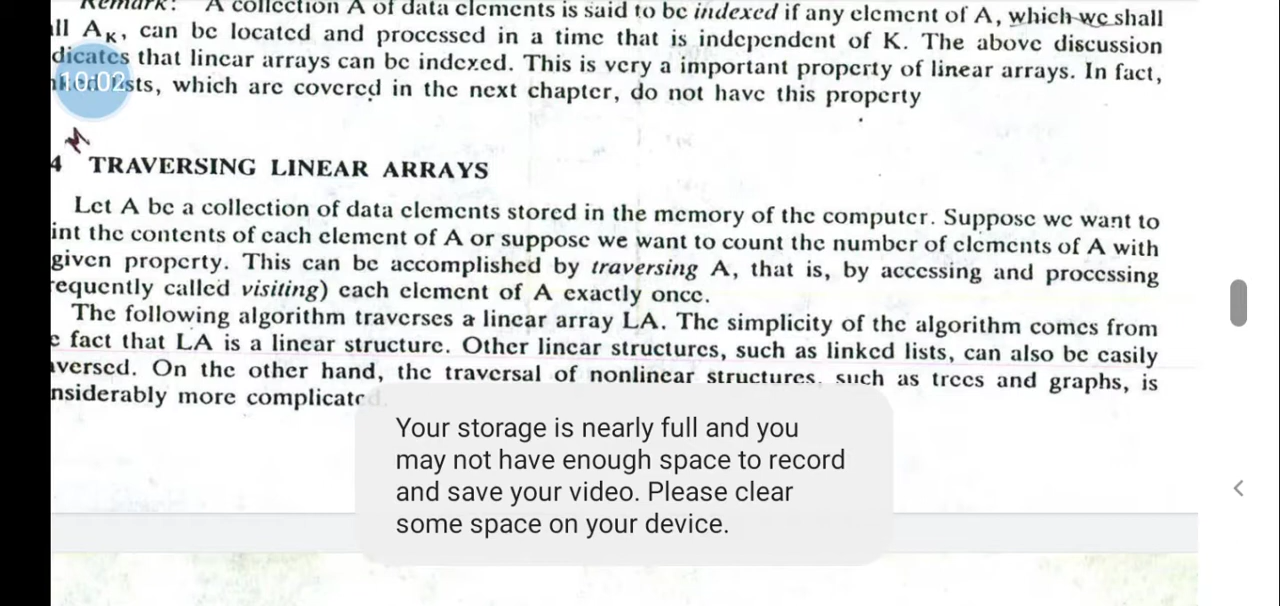 Remark: A collection A of data elements is said to be indexed if any element of A, which we shall
ll AK, can be located and processed in a time that is independent of K. The above discussion
dicates that linear arrays can be indexed. This is very a important property of linear arrays. In fact,
sts, which are covered in the next chapter, do not have this property
10:02
4 TRAVERSING LINEAR ARRAYS
Let A be a collection of data elements stored in the memory of the computer. Suppose we want to
int the contents of each element of A or suppose we want to count the number of elements of A with
given property. This can be accomplished by traversing A, that is, by accessing and processing
requently called visiting) each element of A exactly once.
The following algorithm traverses a linear array LA. The simplicity of the algorithm comes from
e fact that LA is a linear structure. Other linear structures, such as linked lists, can also be easily
aversed. On the other hand, the traversal of nonlinear structures, such as trees and graphs, is
nsiderably more complicated.
Your storage is nearly full and you
may not have enough space to record
and save your video. Please clear
some space on your device.